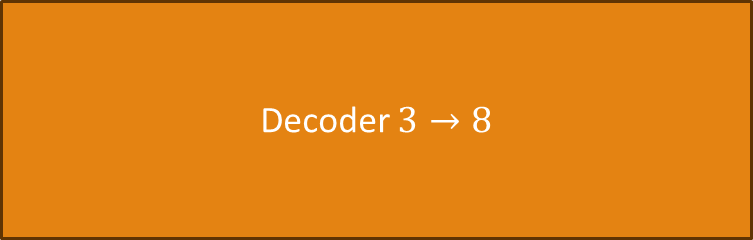 Decoder 3 → 8